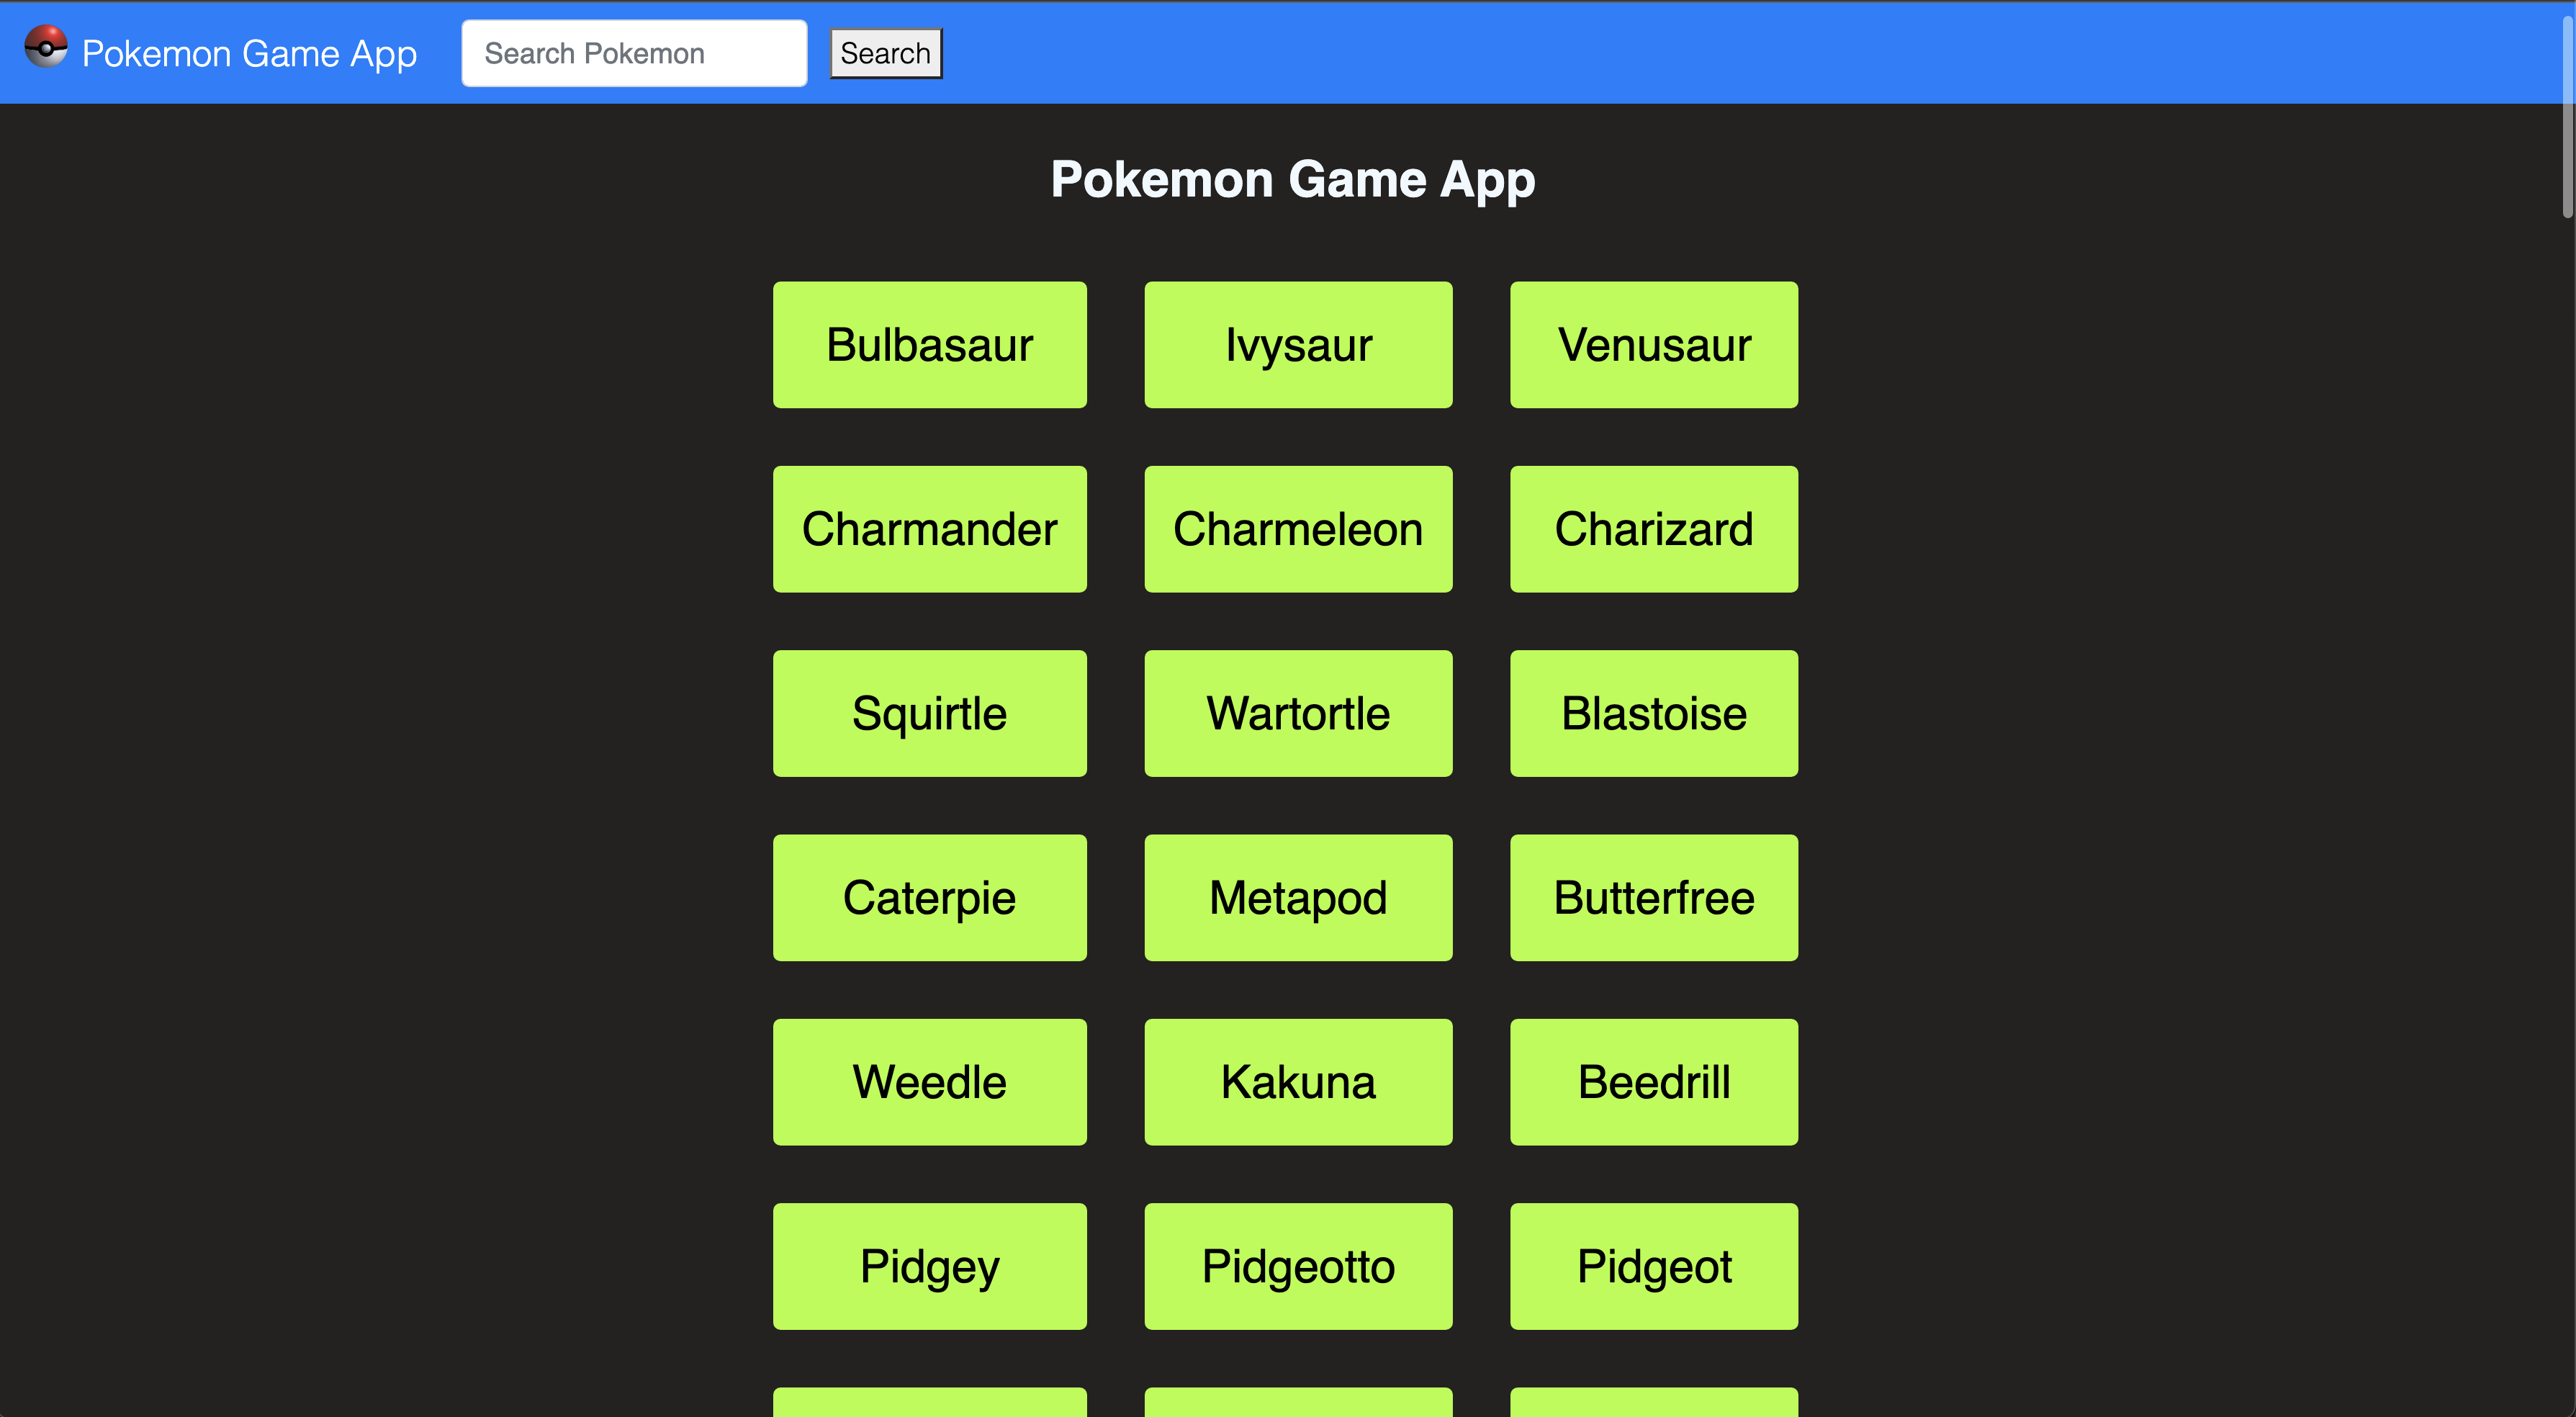 Pokemon Game App Search Pokemon Search
Pokemon Game App
Bulbasaur Ivysaur Venusaur
Charmander Charmeleon Charizard
Squirtle Wartortle Blastoise
Caterpie Metapod Butterfree
Weedle Kakuna Beedrill
Pidgey Pidgeotto Pidgeot